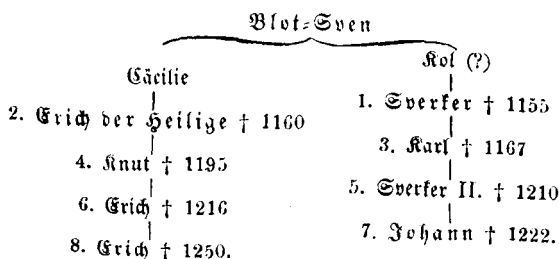 Blot-Sven
Cäcilie
2. Erich der Heilige † 1160
4. Knut † 1195
6. Erich † 1216
8. Erich † 1250.
Kol (?)
1. Sverker † 1155
3. Karl † 1167
5. Sverker II. † 1210
7. Johann † 1222.